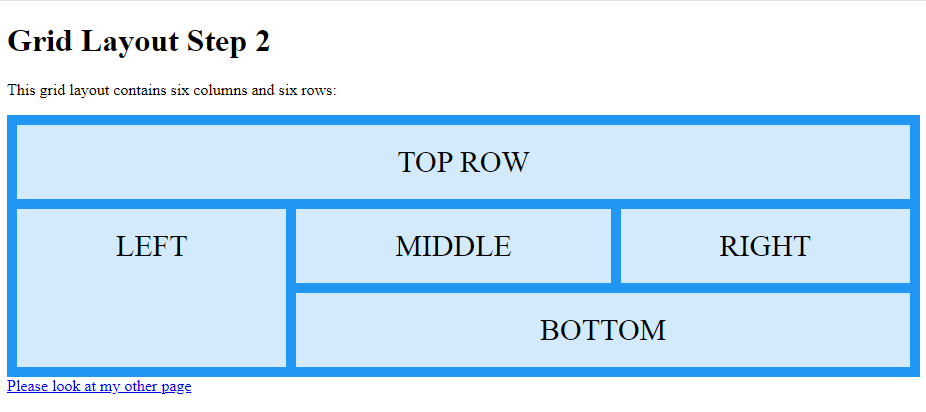 Grid Layout Step 2
This grid layout contains six columns and six rows:
TOP ROW
LEFT
MIDDLE
RIGHT
BOTTOM
Please look at my other page